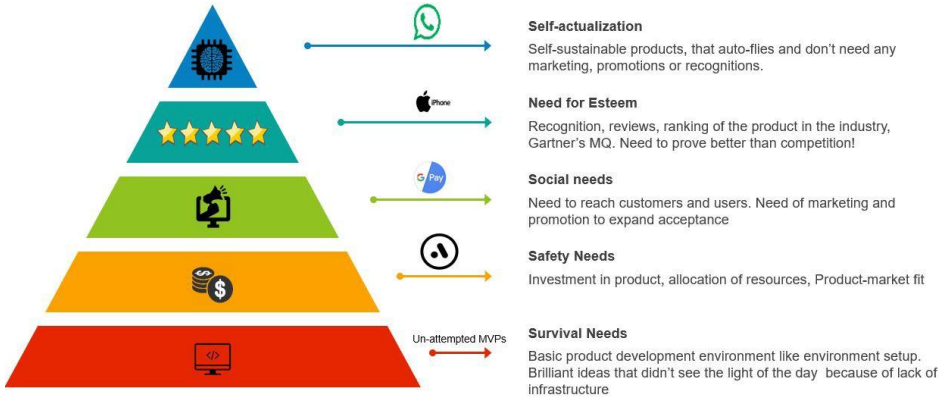 Self-actualization
Self-sustainable products, that auto-flies and don't need any
marketing, promotions or recognitions.
iPhone
Need for Esteem
Recognition, reviews, ranking of the product in the industry,
Gartner's MQ. Need to prove better than competition!
G Pay
Social needs
Need to reach customers and users. Need of marketing and
promotion to expand acceptance
Safety Needs
Investment in product, allocation of resources, Product-market fit
Un-attempted MVPs
Survival Needs
Basic product development environment like environment setup.
Brilliant ideas that didn't see the light of the day because of lack of
infrastructure